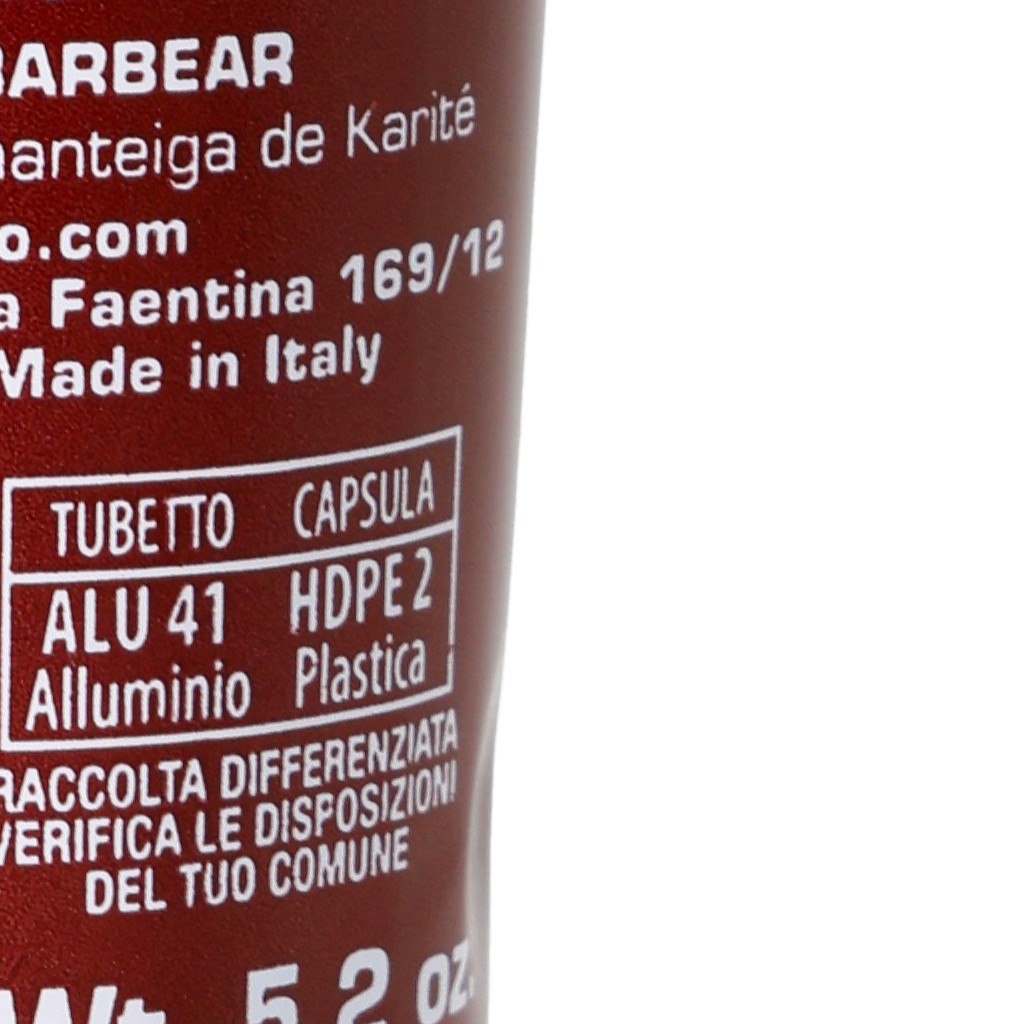 BARBEAR
manteiga de Karité
o.com
a Faentina 169/12
Made in Italy
TUBETTO CAPSULA
ALU 41 HDPE 2
Alluminio Plastica
RACCOLTA DIFFERENZIATA
VERIFICA LE DISPOSIZIONI
DEL TUO COMUNE
Wt. 5.2 oz.